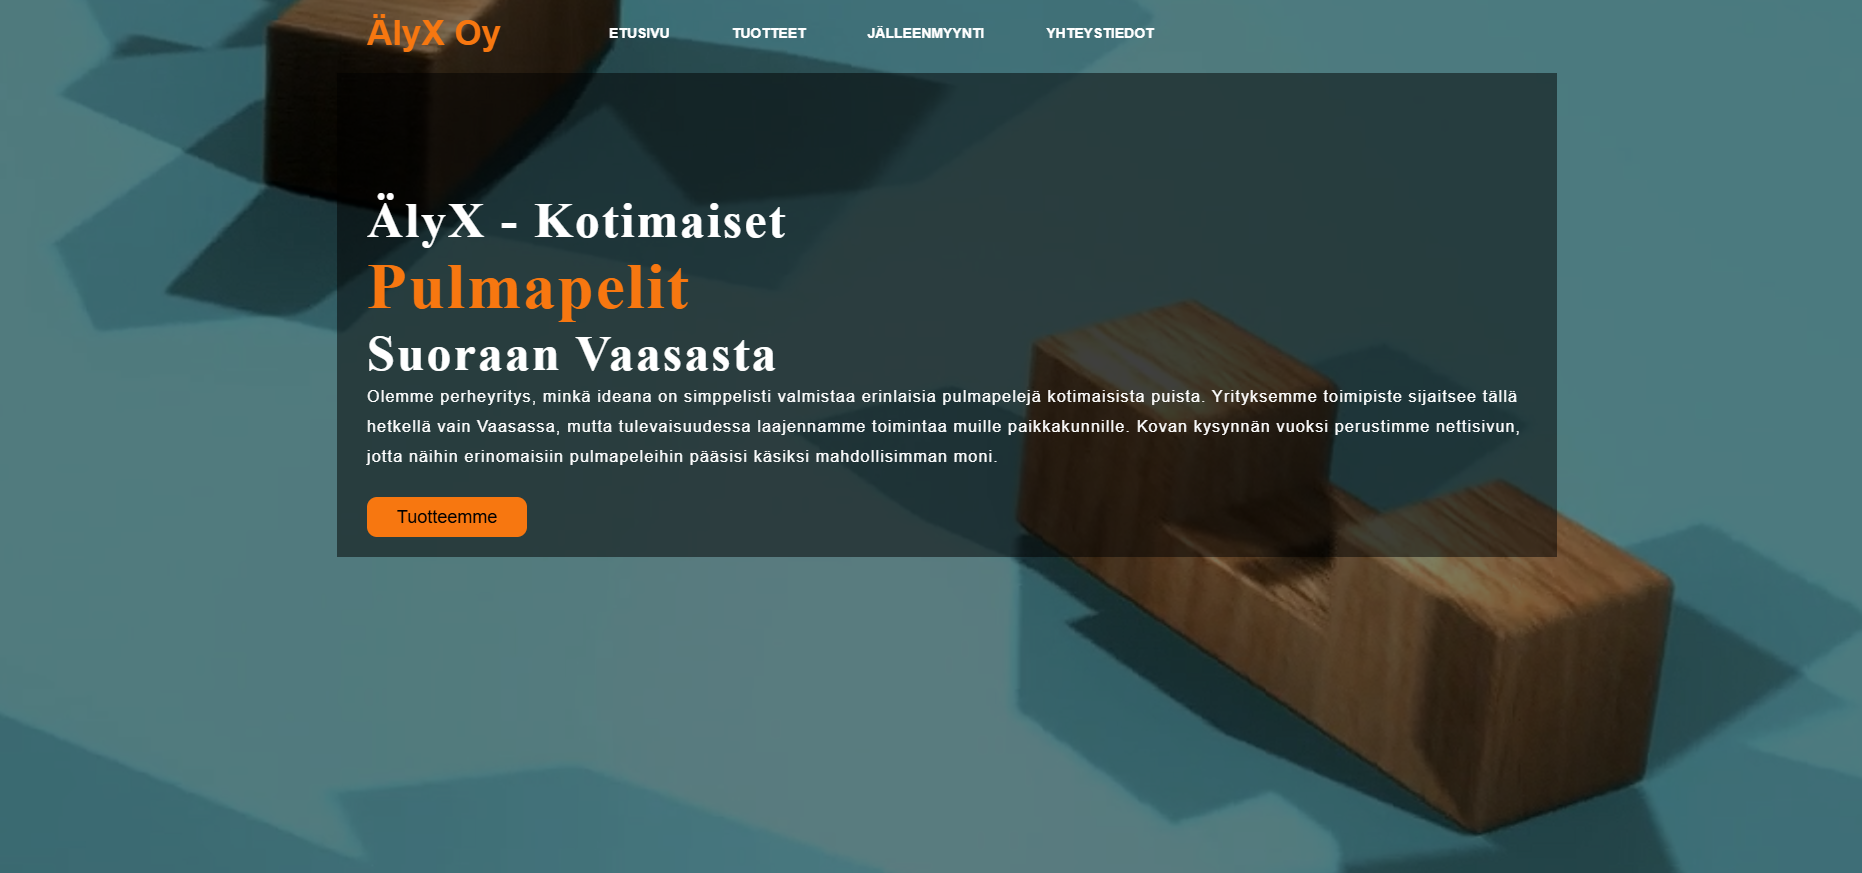 ÄlyX Oy
ETUSIVU TUOTTEET JÄLLEENMYYNTI YHTEYSTIEDOT
ÄlyX - Kotimaiset
Pulmapelit
Suoraan Vaasasta
Olemme perheyritys, minkä ideana on simppelisti valmistaa erinlaisia pulmapelejä kotimaisista puista. Yrityksemme toimipiste sijaitsee tällä
hetkellä vain Vaasassa, mutta tulevaisuudessa laajennamme toimintaa muille paikkakunnille. Kovan kysynnän vuoksi perustimme nettisivun,
jotta näihin erinomaisiin pulmapeleihin pääsisi käsiksi mahdollisimman moni.
Tuotteemme